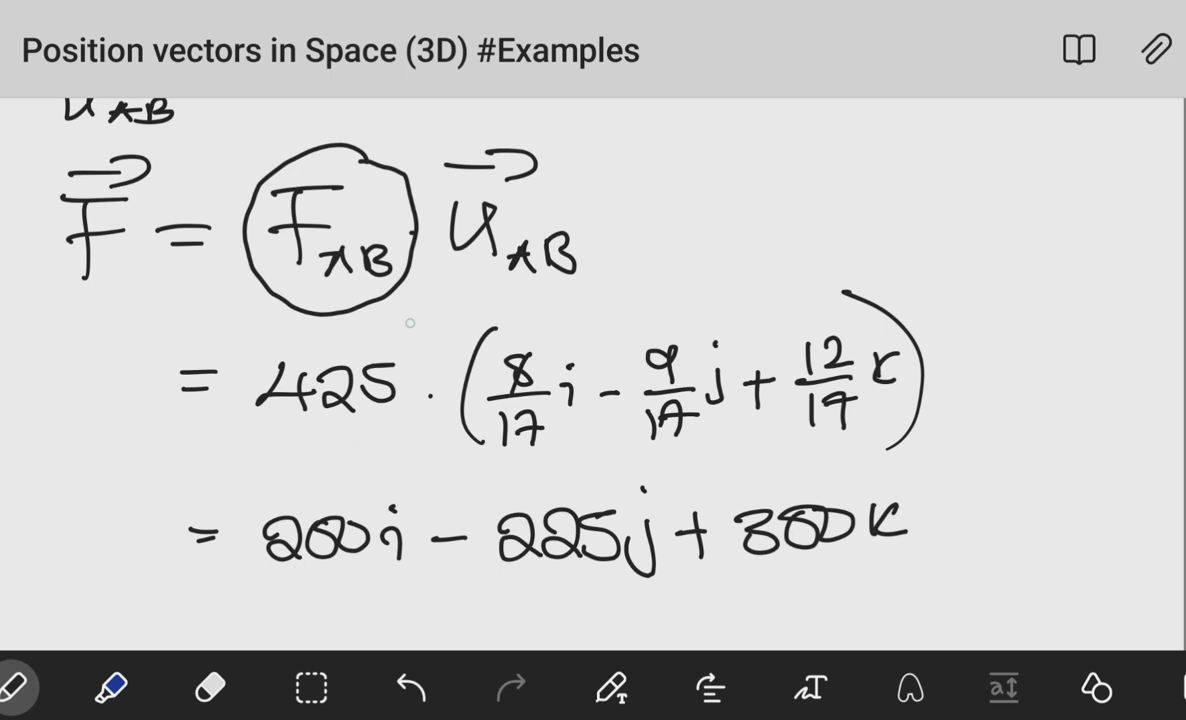 Position vectors in Space (3D) #Examples
u AB
F = F AB u AB
= 425 . (8/17 i - 9/17 j + 12/17 k)
= 200i - 225j + 300k